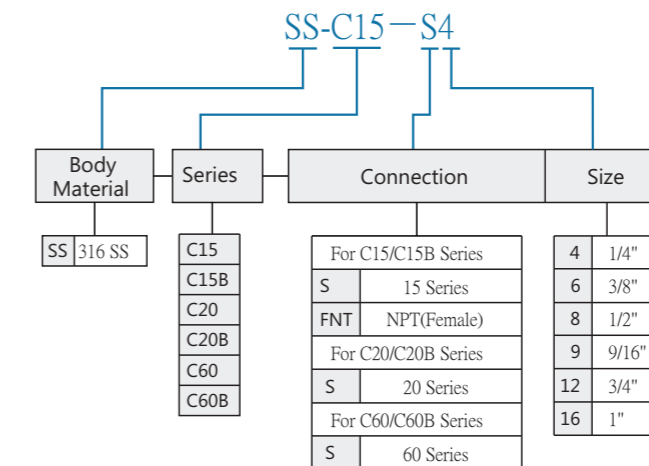 SS-C15－S4
Body Material
Series
Connection
Size
SS 316 SS
C15
C15B
C20
C20B
C60
C60B
For C15/C15B Series
S 15 Series
FNT NPT(Female)
For C20/C20B Series
S 20 Series
For C60/C60B Series
S 60 Series
4 1/4"
6 3/8"
8 1/2"
9 9/16"
12 3/4"
16 1"